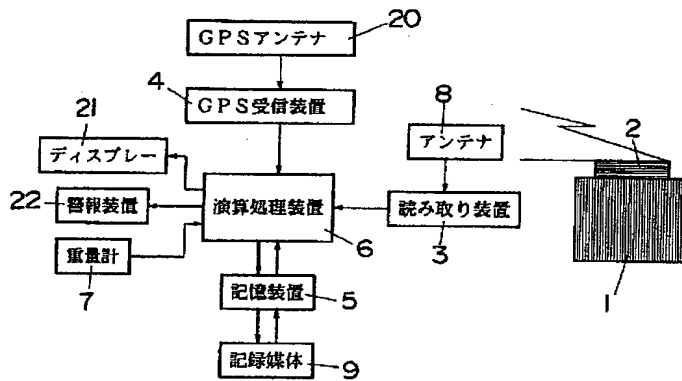 GPSアンテナ
20
4
GPS受信装置
21
ディスプレー
8
アンテナ
2
22
警報装置
演算処理装置
6
読み取り装置
3
重量計
7
記憶装置
5
1
記録媒体
9